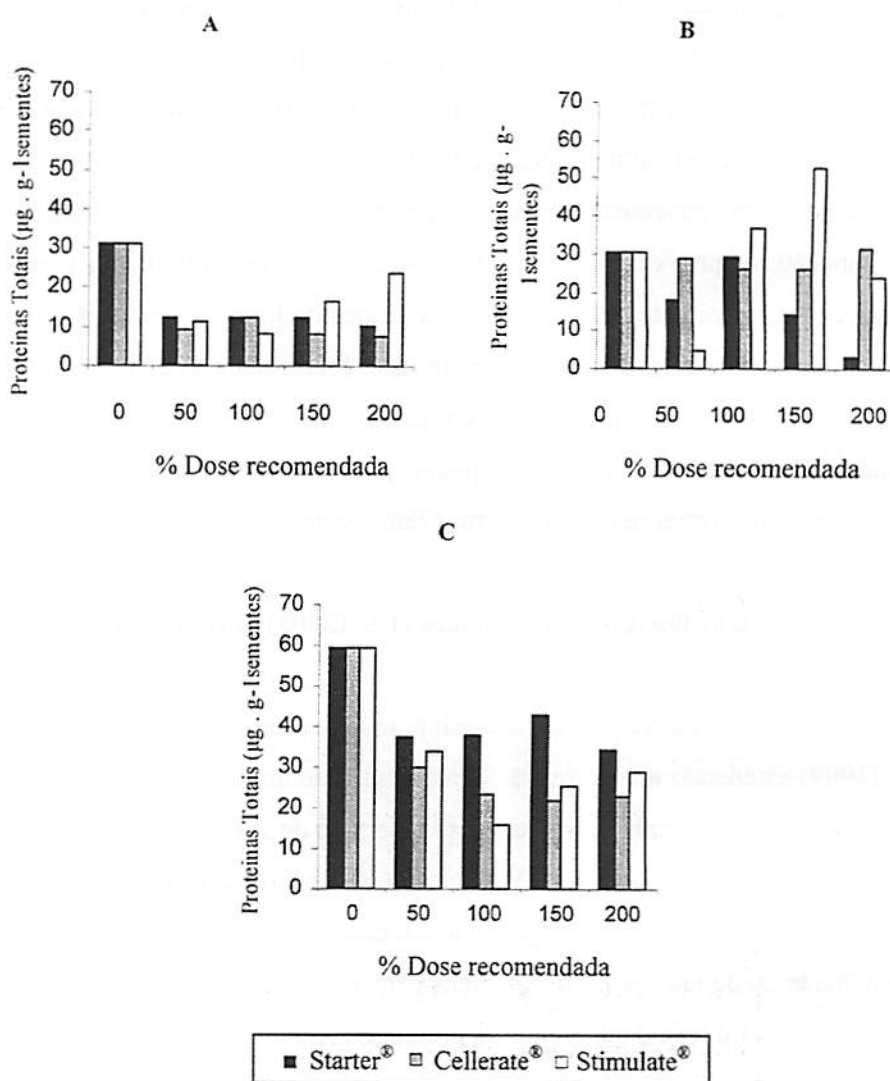 A
Proteinas Totais (µg . g-1sementes)
70
60
50
40
30
20
10
0
0 50 100 150 200
% Dose recomendada
B
Proteinas Totais (µg . g-
1sementes)
70
60
50
40
30
20
10
0
0 50 100 150 200
% Dose recomendada
C
Proteinas Totais (µg . g-1sementes)
70
60
50
40
30
20
10
0
0 50 100 150 200
% Dose recomendada
Starter® Cellerate® Stimulate®